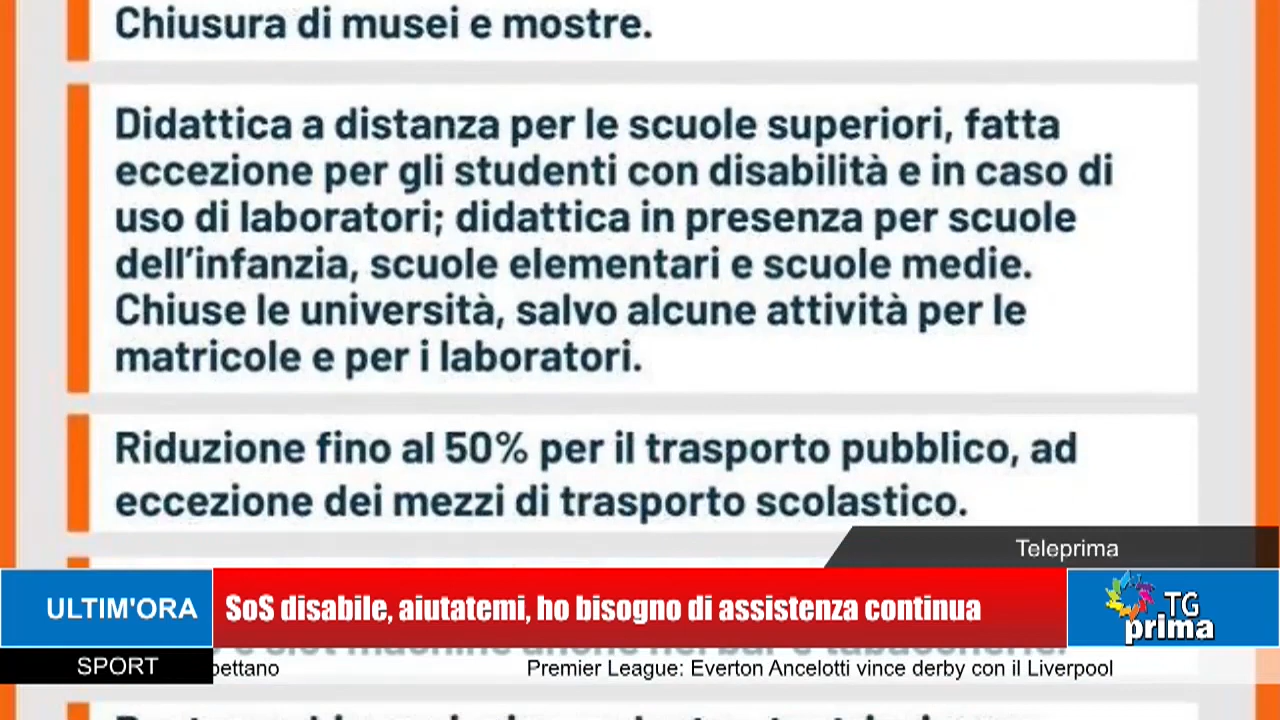 Chiusura di musei e mostre.
Didattica a distanza per le scuole superiori, fatta
eccezione per gli studenti con disabilità e in caso di
uso di laboratori; didattica in presenza per scuole
dell’infanzia, scuole elementari e scuole medie.
Chiuse le università, salvo alcune attività per le
matricole e per i laboratori.
Riduzione fino al 50% per il trasporto pubblico, ad
eccezione dei mezzi di trasporto scolastico.
Teleprima
ULTIM'ORA SoS disabile, aiutatemi, ho bisogno di assistenza continua
TG
prima
SPORT pettano Premier League: Everton Ancelotti vince derby con il Liverpool